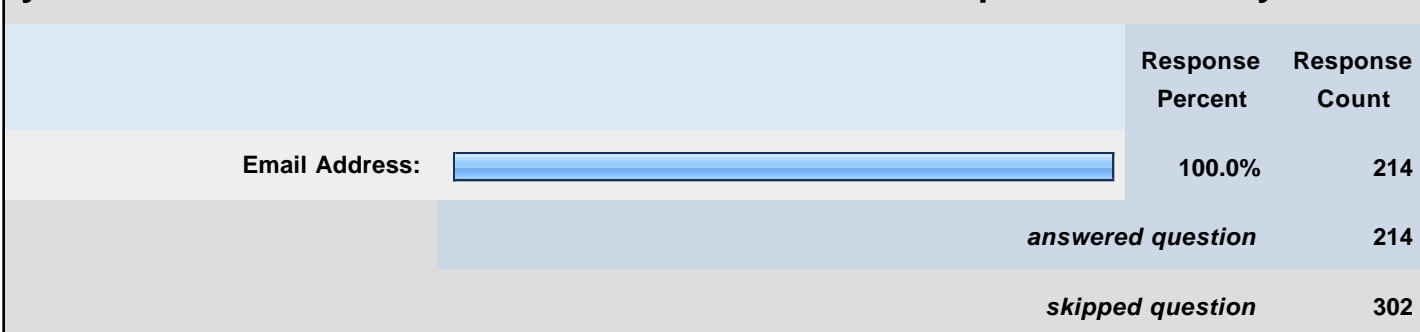 Response Response
Percent Count
Email Address: 100.0% 214
answered question 214
skipped question 302